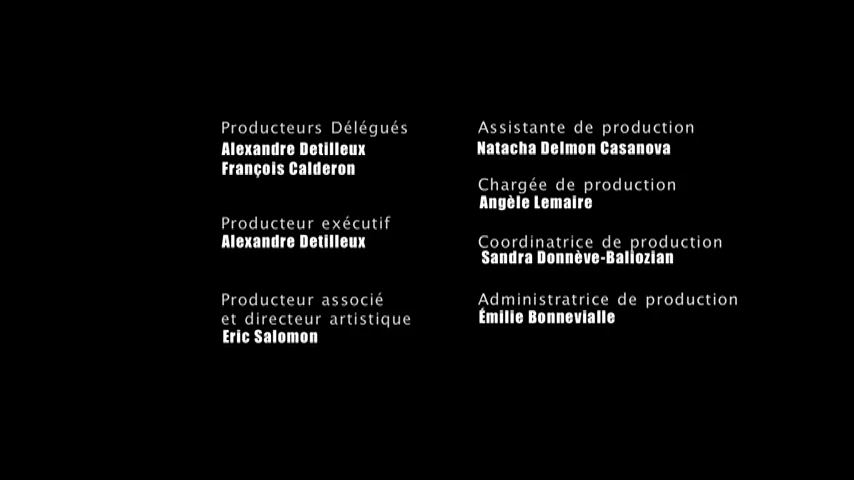 Producteurs Délégués
Alexandre Detilleux
François Calderon
Producteur exécutif
Alexandre Detilleux
Producteur associé
et directeur artistique
Eric Salomon
Assistante de production
Natacha Delmon Casanova
Chargée de production
Angèle Lemaire
Coordinatrice de production
Sandra Donnève-Baliozian
Administratrice de production
Émilie Bonnevialle